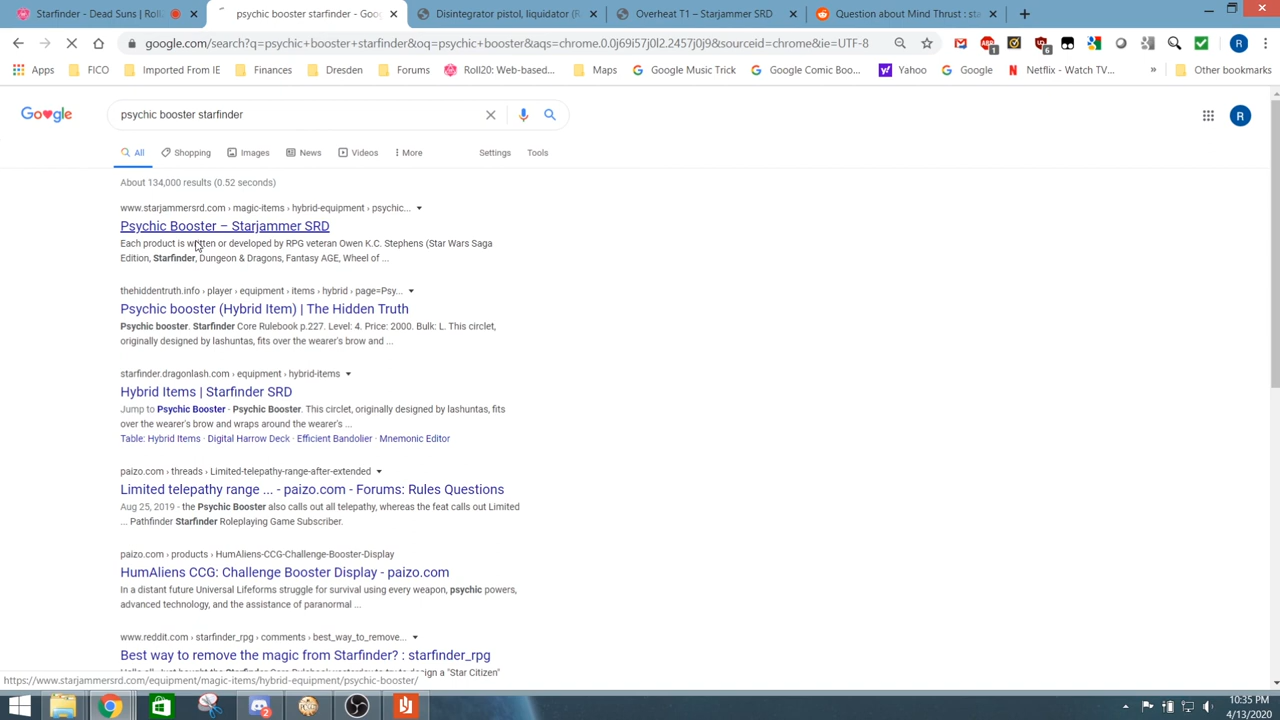 Starfinder - Dead Souls | Roll
psychic booster starfinder - Goo
Disintegrator pistol, liquidator (R
Overheat T1 – Starjammer SRD
Question about Mind Thrust : sta
google.com/search?q=psychic+booster+starfinder&oq=psychic+booster&aqs=chrome.0.0j69i57j0l2.2457j0j9&sourceid=chrome&ie=UTF-8
1
6
R
Apps
FICO
Imported From IE
Finances
Dresden
Forums
Roll20: Web-based...
Maps
Google Music Trick
Google Comic Boo...
Yahoo
Google
Netflix - Watch TV...
»
Other bookmarks
psychic booster starfinder
R
All
Shopping
Images
News
Videos
More
Settings
Tools
About 134,000 results (0.52 seconds)
www.starjammersrd.com › magic-items › hybrid-equipment › psychic...
Psychic Booster – Starjammer SRD
Each product is written or developed by RPG veteran Owen K.C. Stephens (Star Wars Saga
Edition, Starfinder, Dungeon & Dragons, Fantasy AGE, Wheel of ...
thehiddentruth.info › player › equipment › items › hybrid › page=Psy...
Psychic booster (Hybrid Item) | The Hidden Truth
Psychic booster. Starfinder Core Rulebook p.227. Level: 4. Price: 2000. Bulk: L. This circlet,
originally designed by lashuntas, fits over the wearer's brow and ...
starfinder.dragonlash.com › equipment › hybrid-items
Hybrid Items | Starfinder SRD
Jump to Psychic Booster - Psychic Booster. This circlet, originally designed by lashuntas, fits
over the wearer's brow and wraps around the wearer's ...
Table: Hybrid Items · Digital Harrow Deck · Efficient Bandolier · Mnemonic Editor
paizo.com › threads › Limited-telepathy-range-after-extended
Limited telepathy range ... - paizo.com - Forums: Rules Questions
Aug 25, 2019 - the Psychic Booster also calls out all telepathy, whereas the feat calls out Limited
... Pathfinder Starfinder Roleplaying Game Subscriber.
paizo.com › products › HumAliens-CCG-Challenge-Booster-Display
HumAliens CCG: Challenge Booster Display - paizo.com
In a distant future Universal Lifeforms struggle for survival using every weapon, psychic powers,
advanced technology, and the assistance of paranormal ...
www.reddit.com › starfinder_rpg › comments › best_way_to_remove...
Best way to remove the magic from Starfinder? : starfinder_rpg
https://www.starjammersrd.com/equipment/magic-items/hybrid-equipment/psychic-booster/
2
10:35 PM
4/13/2020